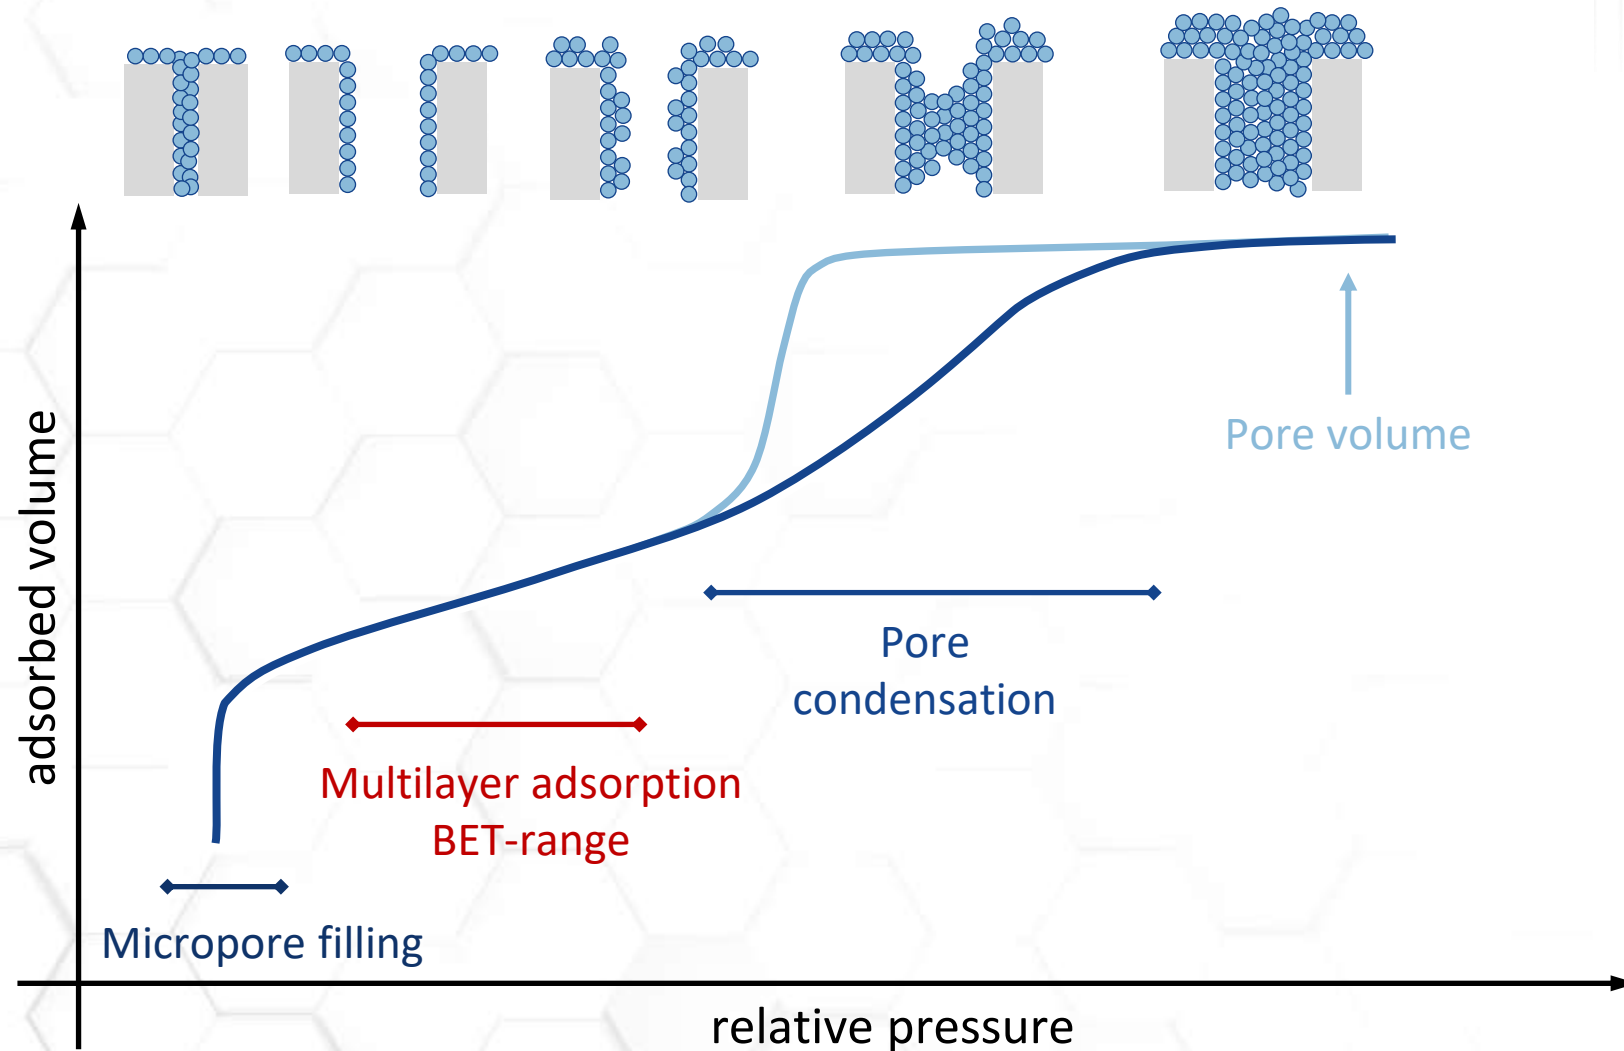 adsorbed volume
Pore volume
Pore
condensation
Multilayer adsorption
BET-range
Micropore filling
relative pressure